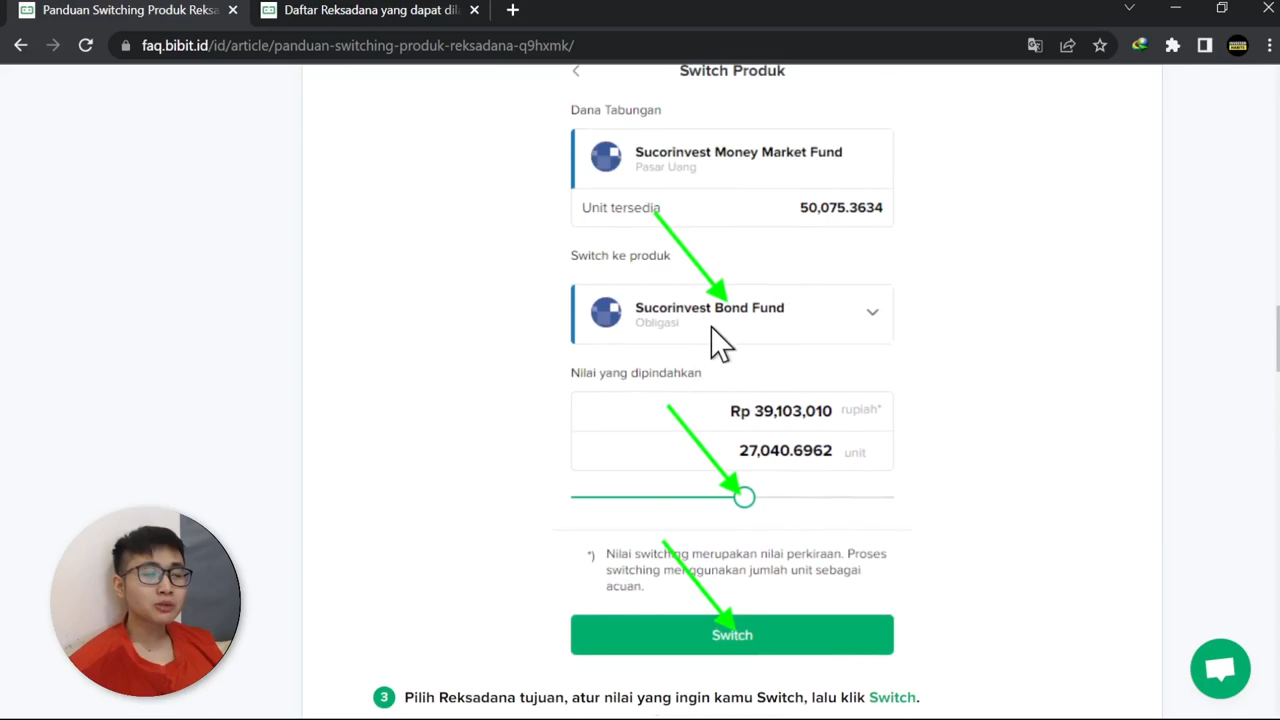 Panduan Switching Produk Reksa
Daftar Reksadana yang dapat dil
faq.bibit.id/id/article/panduan-switching-produk-reksadana-q9hxmk/
Switch Produk
Dana Tabungan
Sucorinvest Money Market Fund
Pasar Uang
Unit tersedia 50,075.3634
Switch ke produk
Sucorinvest Bond Fund
Obligasi
Nilai yang dipindahkan
Rp 39,103,010 rupiah*
27,040.6962 unit
*) Nilai switching merupakan nilai perkiraan. Proses
switching menggunakan jumlah unit sebagai
acuan.
Switch
3 Pilih Reksadana tujuan, atur nilai yang ingin kamu Switch, lalu klik Switch.